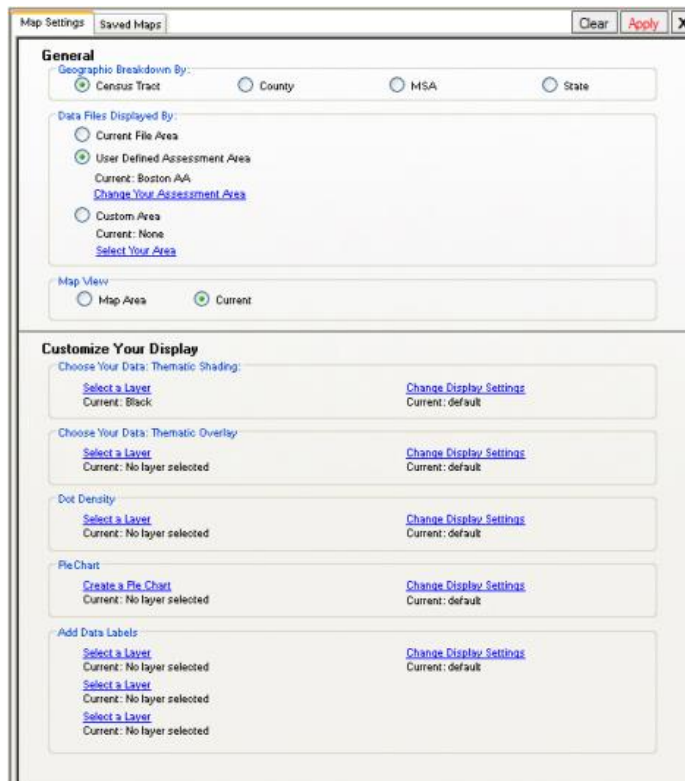 Map Settings Saved Maps Clear Apply X
General
Geographic Breakdown By:
Census Tract County MSA State
Data Files Displayed By:
Current File Area
User Defined Assessment Area
Current: Boston AA
Change Your Assessment Area
Custom Area
Current: None
Select Your Area
Map View
Map Area Current
Customize Your Display
Choose Your Data: Thematic Shading:
Select a Layer Change Display Settings
Current: Black Current: default
Choose Your Data: Thematic Overlay
Select a Layer Change Display Settings
Current: No layer selected Current: default
Dot Density
Select a Layer Change Display Settings
Current: No layer selected Current: default
Pie Chart
Create a Pie Chart Change Display Settings
Current: No layer selected Current: default
Add Data Labels
Select a Layer Change Display Settings
Current: No layer selected Current: default
Select a Layer
Current: No layer selected
Select a Layer
Current: No layer selected